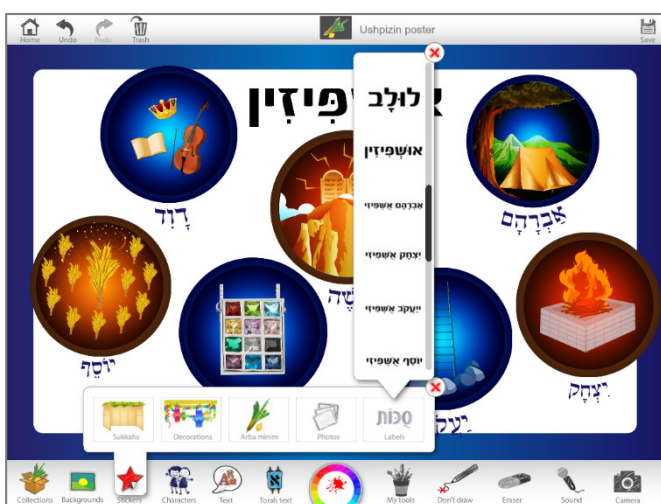 Home
Undo
Redo
Trash
Ushpizin poster
Save
לוּלָב
אוּשְׁפִּיזִין
אַבְרָהָם אֻשְׁפִּיזִי
יִצְחָק אֻשְׁפִּיזִי
יַיעֲקֹב אֻשְׁפִּיזִי
יוֹסֵף אֻשְׁפִּיזִי
דָוִד
אַבְרָהָם
יוֹסֵף
יִצְחָק
סֻכּוֹת
Sukkahs
Decorations
Arba minim
Photos
Labels
Collections
Backgrounds
Stickers
Characters
Text
Torah text
My tools
Don't draw
Eraser
Sound
Camera